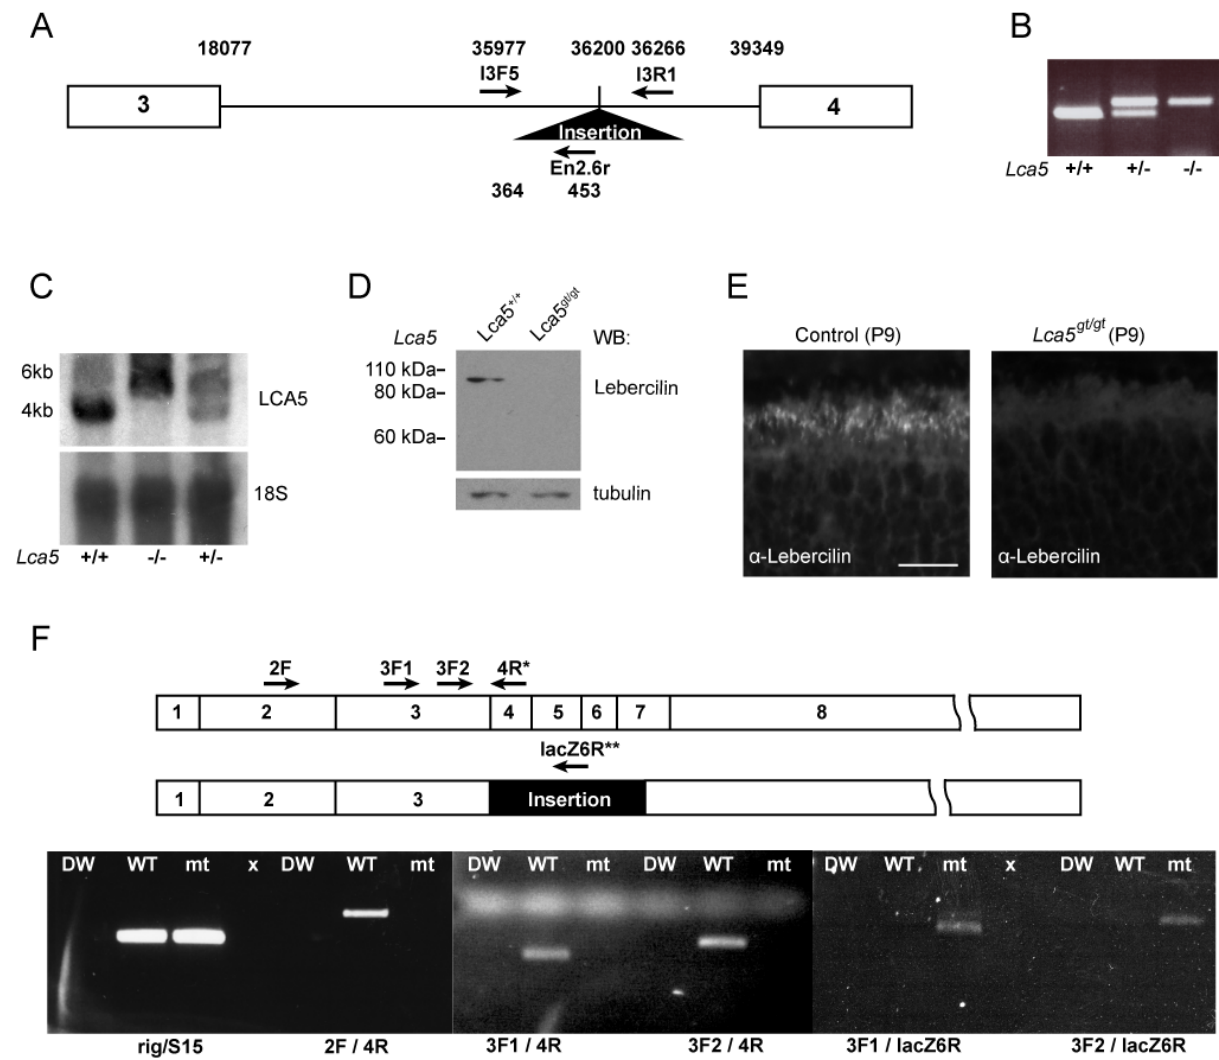 A
18077 35977 36200 36266 39349
I3F5 I3R1
3 4
Insertion
En2.6r
364 453
B
Lca5 +/+ +/- -/-
C
6kb
4kb
LCA5
18S
Lca5 +/+ -/- +/-
D
Lca5 Lca5+/+ Lca5gt/gt WB:
110 kDa-
80 kDa-
60 kDa-
Lebercilin
tubulin
E
Control (P9) Lca5gt/gt (P9)
α-Lebercilin α-Lebercilin
F
2F 3F1 3F2 4R*
1 2 3 4 5 6 7 8
lacZ6R**
1 2 3 Insertion
DW WT mt x DW WT mt DW WT mt DW WT mt DW WT mt x DW WT mt
rig/S15 2F / 4R 3F1 / 4R 3F2 / 4R 3F1 / lacZ6R 3F2 / lacZ6R